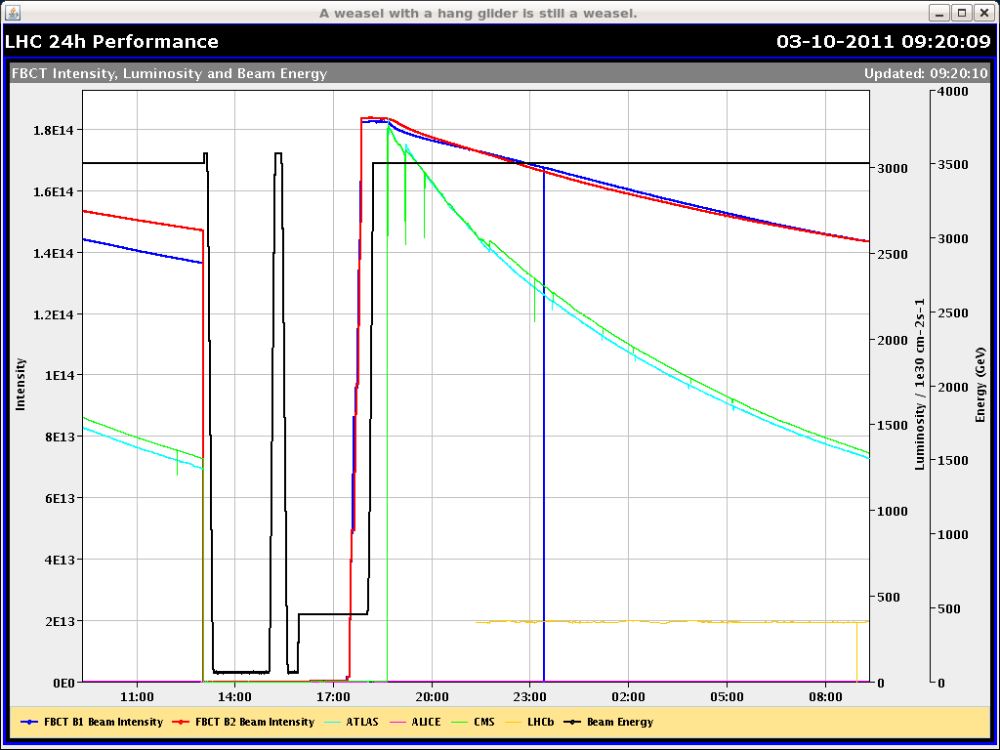 A weasel with a hang glider is still a weasel.
LHC 24h Performance 03-10-2011 09:20:09
FBCT Intensity, Luminosity and Beam Energy Updated: 09:20:10
4000
1.8E14
3500
3000
1.6E14
3000
1.4E14
2500
2500
1.2E14
2000
1E14
2000
Intensity
Luminosity / 1e30 cm-2s-1
Energy (GeV)
8E13
1500
1500
6E13
1000
1000
4E13
500
500
2E13
0E0
0
0
11:00 14:00 17:00 20:00 23:00 02:00 05:00 08:00
FBCT B1 Beam Intensity FBCT B2 Beam Intensity ATLAS ALICE CMS LHCb Beam Energy